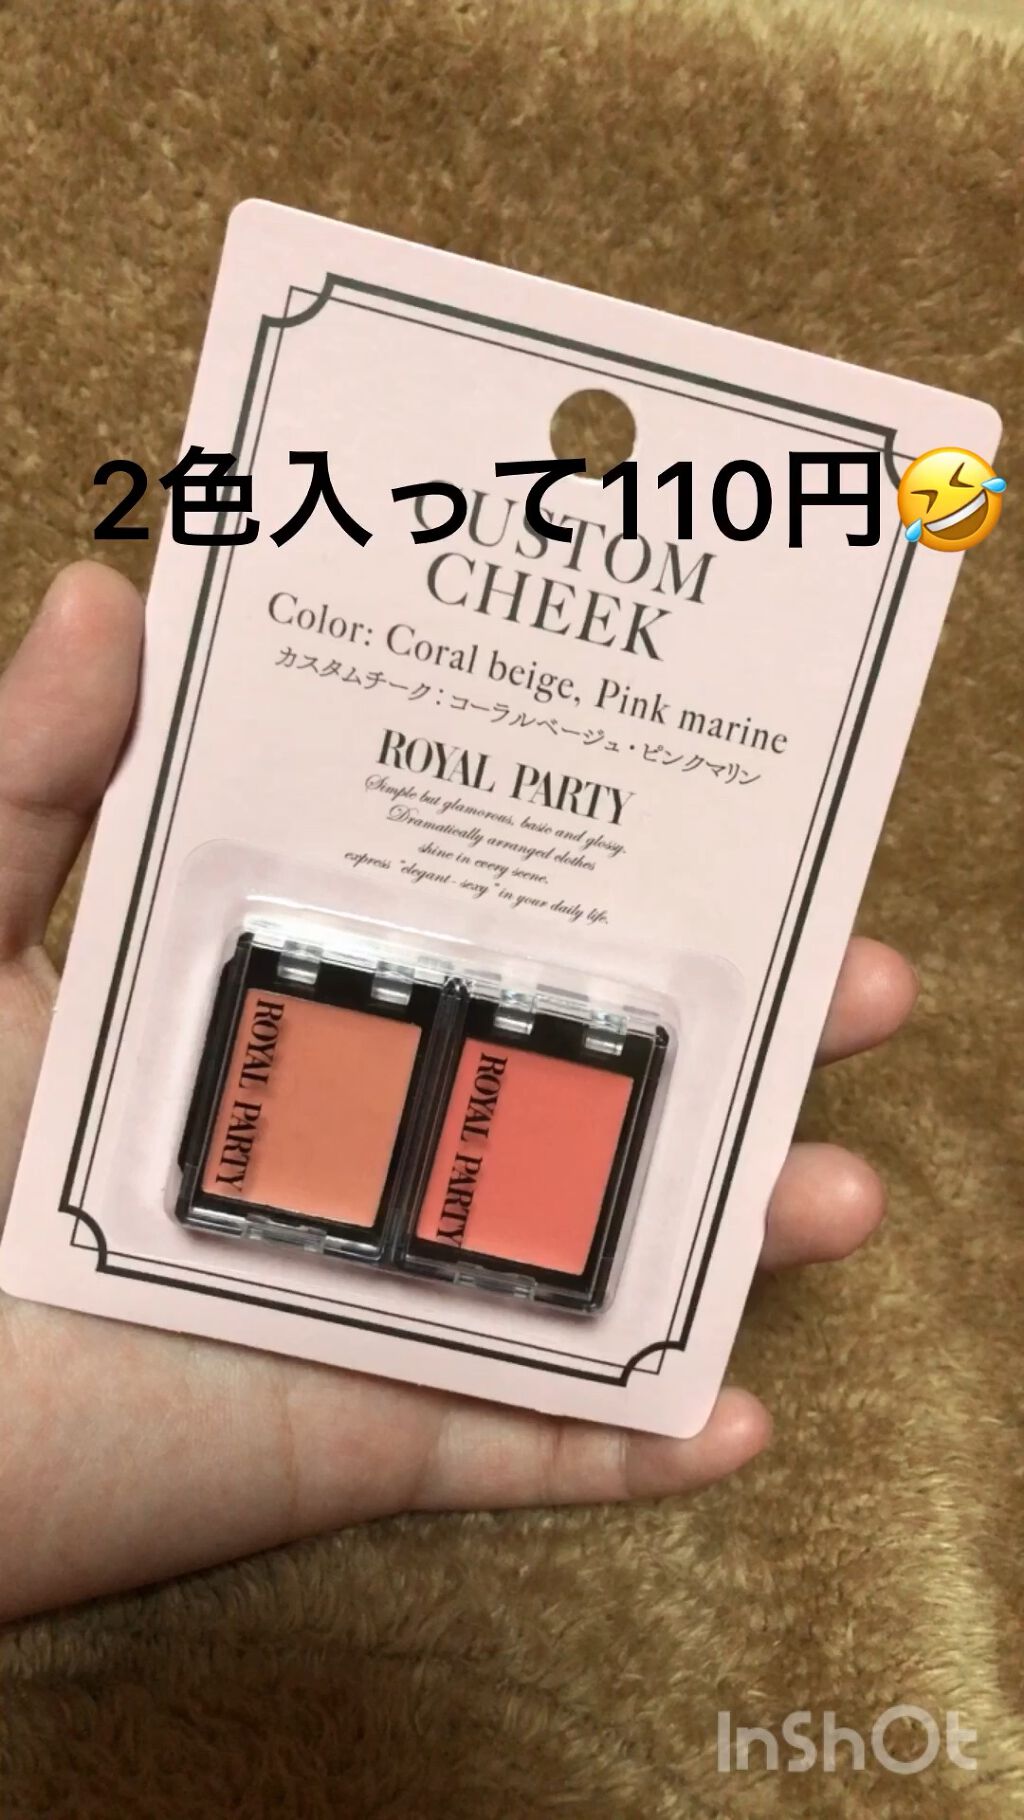 2色入って110円🤣
CUSTOM
CHEEK
Color: Coral beige, Pink marine
カスタムチーク：コーラルベージュ・ピンクマリン
ROYAL PARTY
Simple but glamorous, basic and glossy.
Dramatically arranged clothes
shine in every scene.
express "elegant-sexy" in your daily life.
ROYAL PARTY
ROYAL PARTY
InShOt